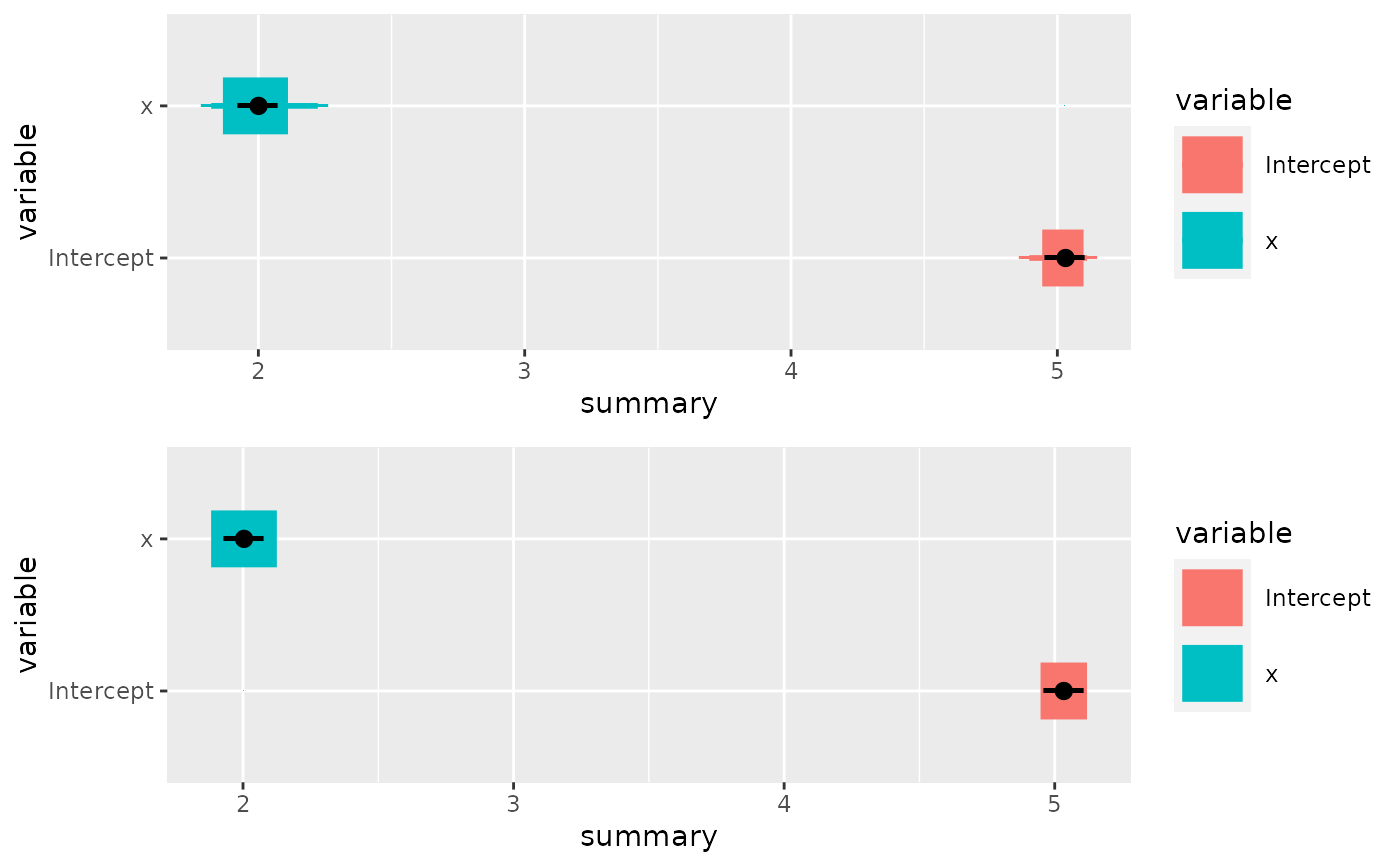 variable
x
Intercept
2 3 4 5
summary
variable
Intercept
x
variable
x
Intercept
2 3 4 5
summary
variable
Intercept
x